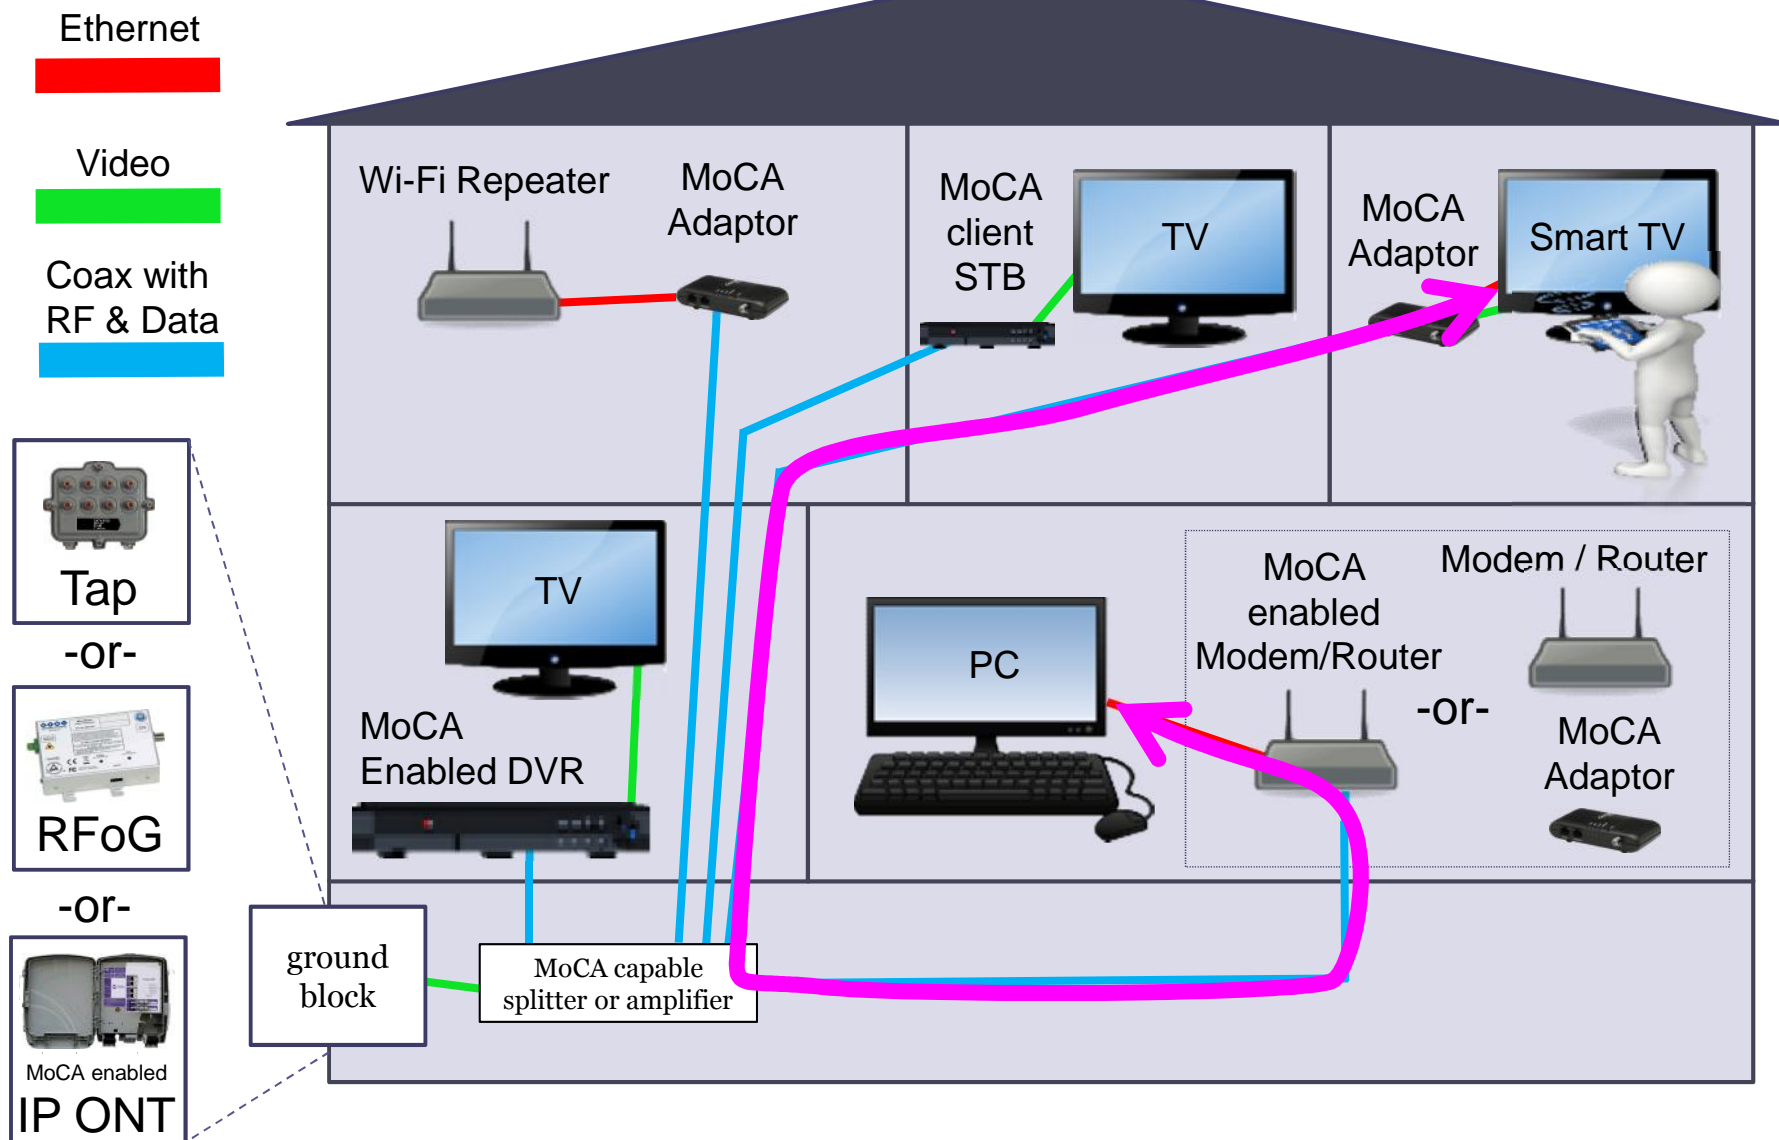 Ethernet
Video
Coax with
RF & Data
Tap
-or-
RFoG
-or-
MoCA enabled
IP ONT
Wi-Fi Repeater
MoCA
Adaptor
MoCA
client
STB
TV
MoCA
Adaptor
Smart TV
TV
MoCA
Enabled DVR
PC
MoCA
enabled
Modem/Router
-or-
Modem / Router
MoCA
Adaptor
ground
block
MoCA capable
splitter or amplifier